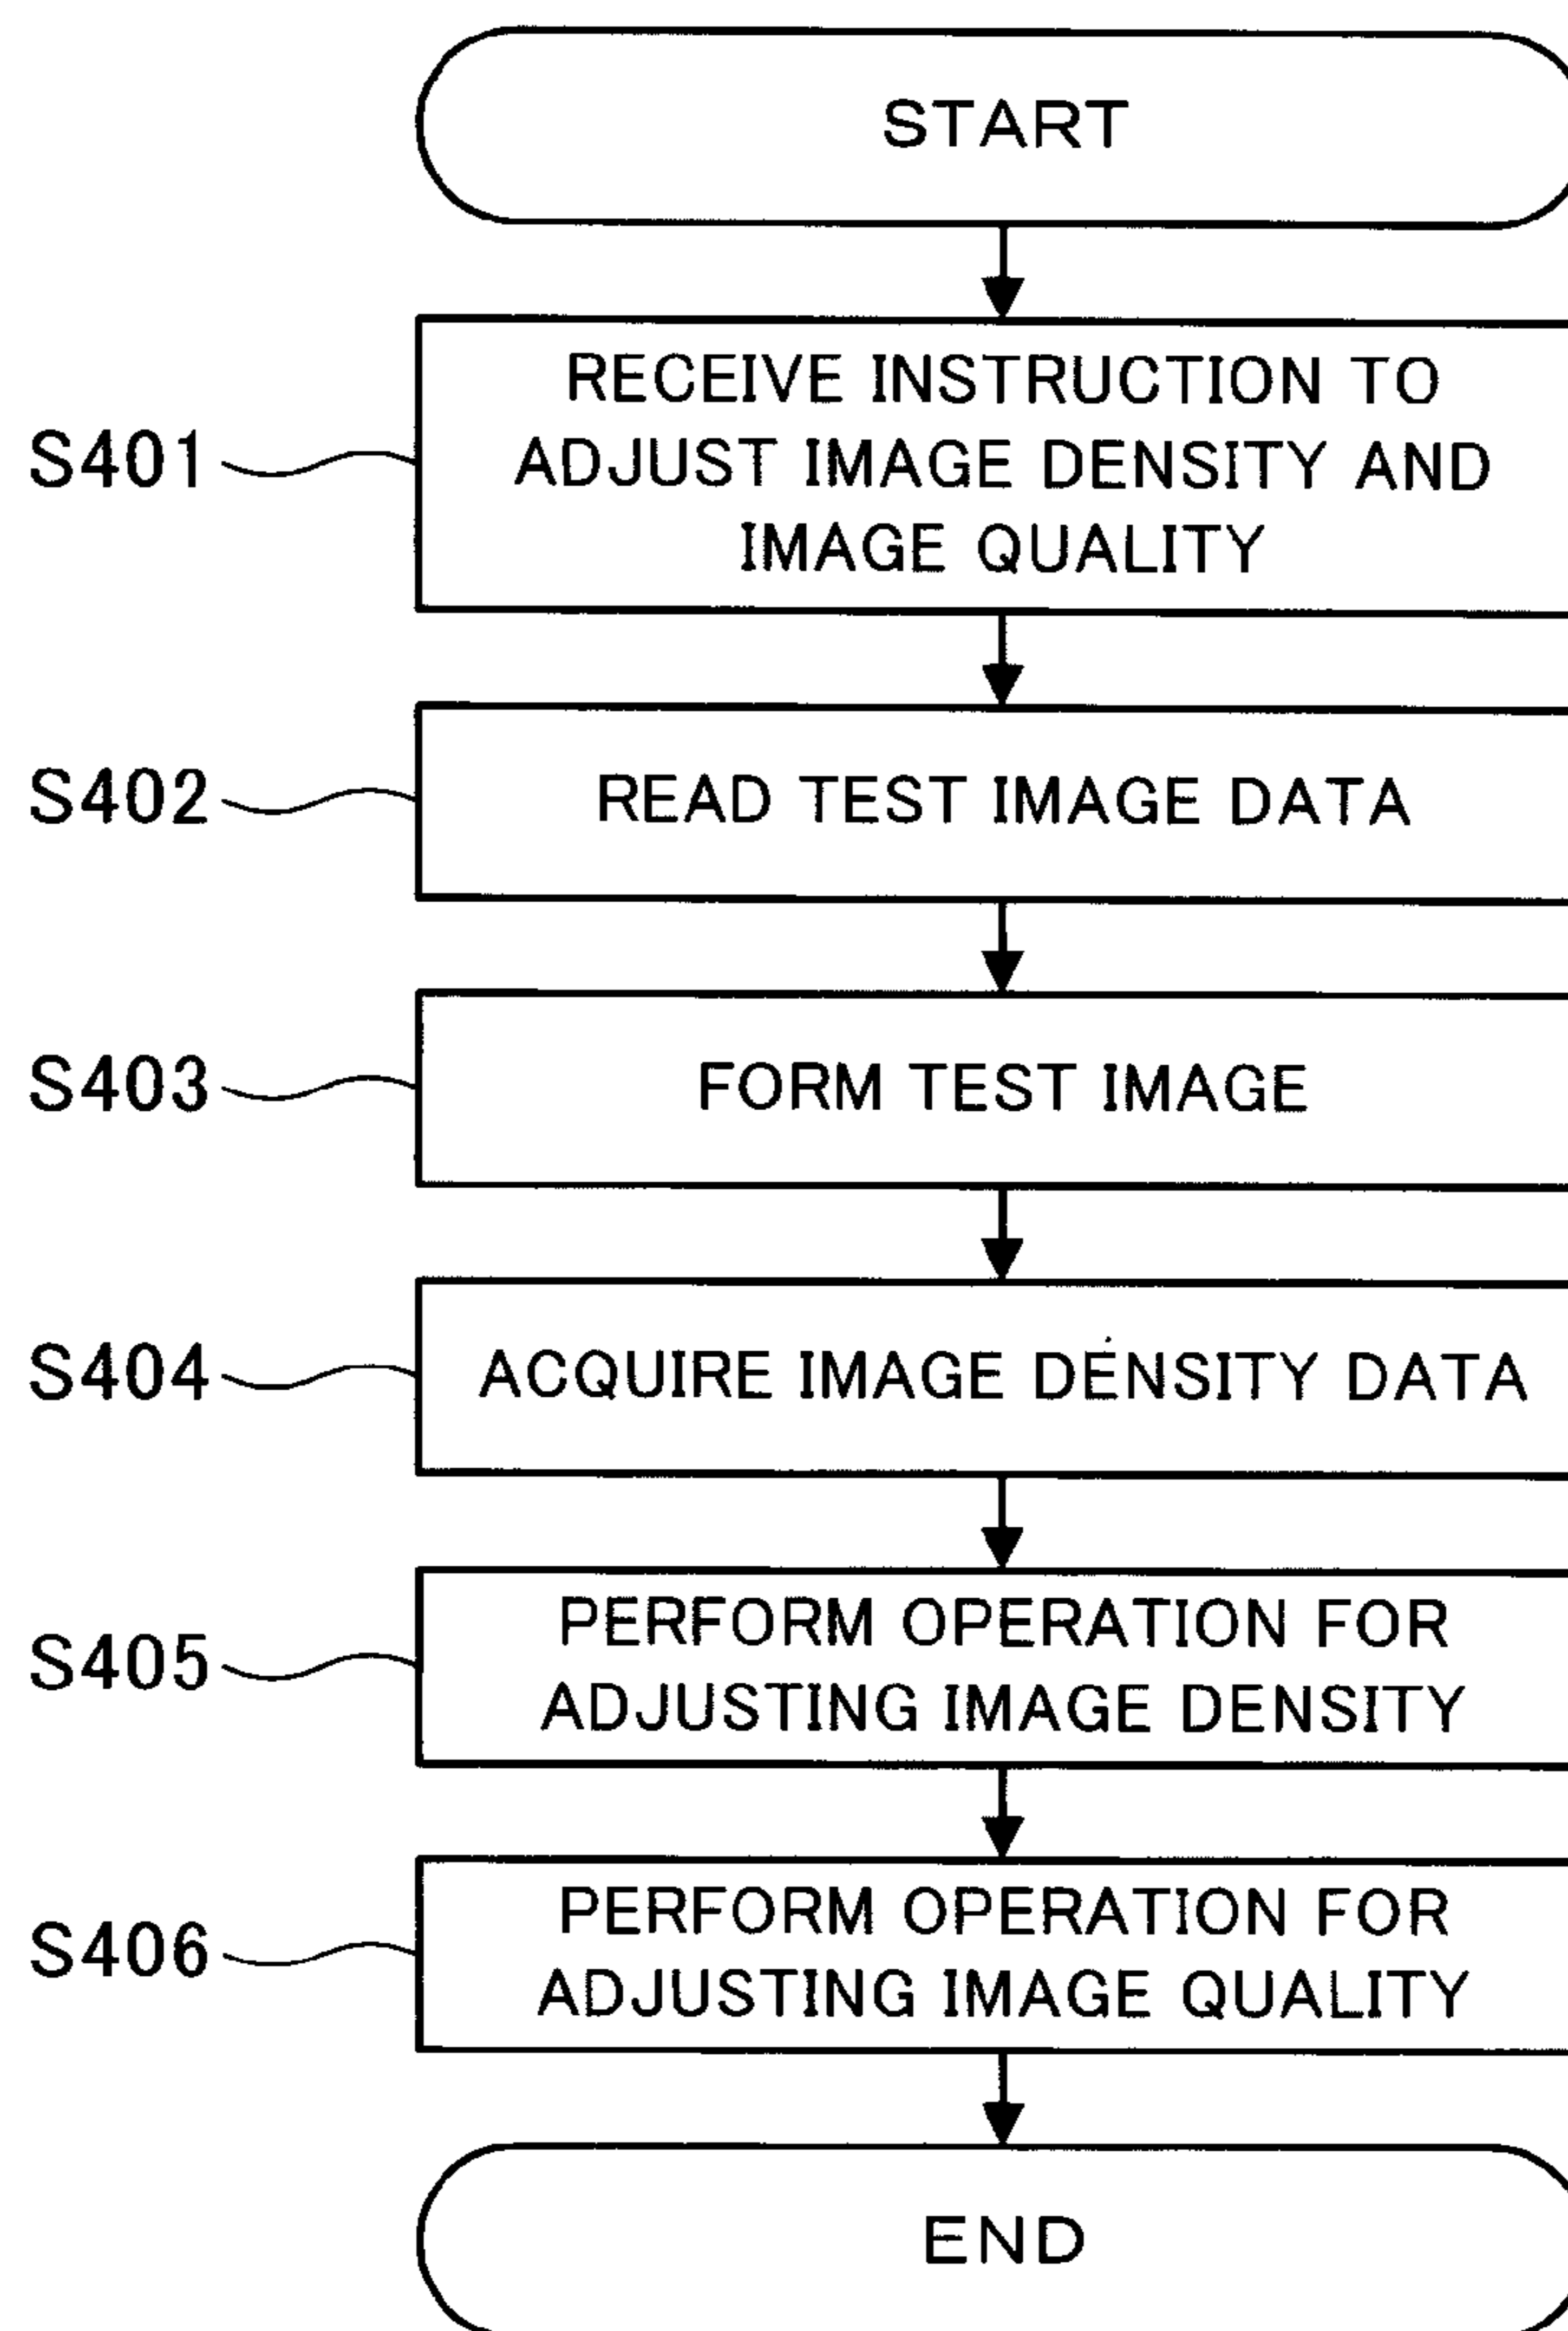 START
S401
RECEIVE INSTRUCTION TO
ADJUST IMAGE DENSITY AND
IMAGE QUALITY
S402
READ TEST IMAGE DATA
S403
FORM TEST IMAGE
S404
ACQUIRE IMAGE DENSITY DATA
S405
PERFORM OPERATION FOR
ADJUSTING IMAGE DENSITY
S406
PERFORM OPERATION FOR
ADJUSTING IMAGE QUALITY
END